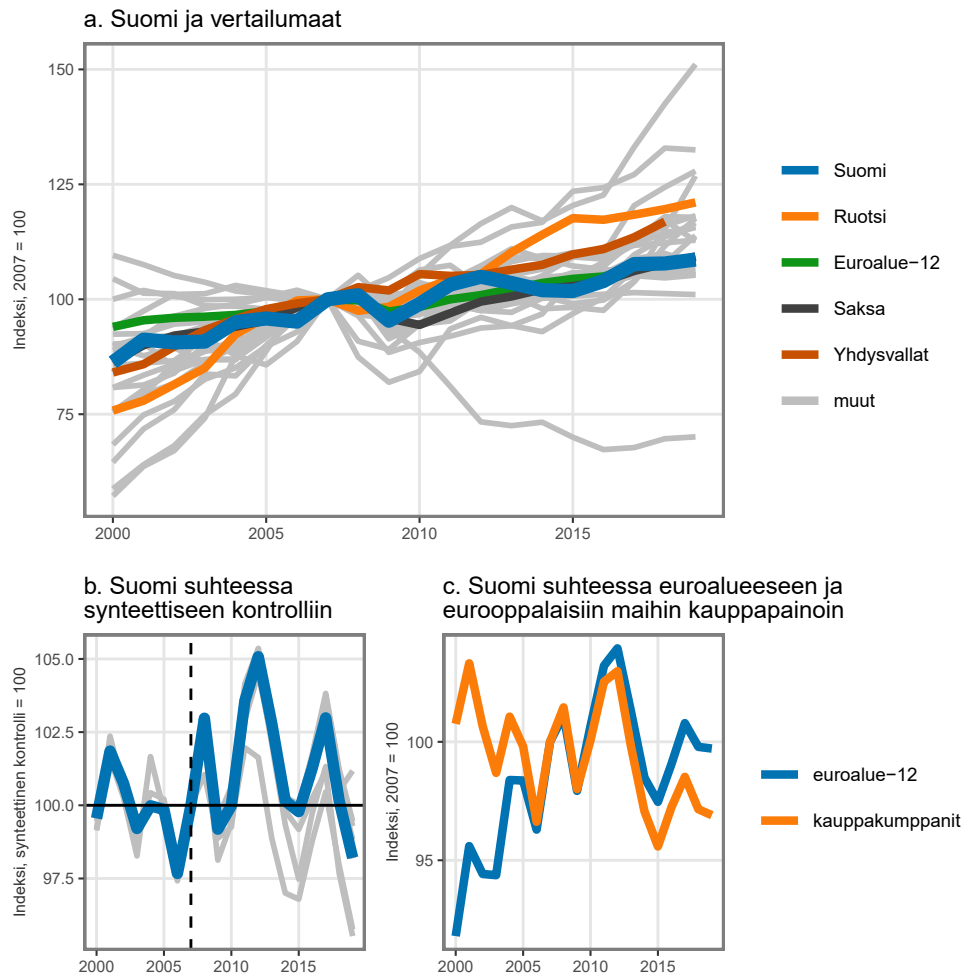 a. Suomi ja vertailumaat
Indeksi, 2007 = 100
150
125
100
75
2000
2005
2010
2015
Suomi
Ruotsi
Euroalue−12
Saksa
Yhdysvallat
muut
b. Suomi suhteessa
synteettiseen kontrolliin
Indeksi, synteettinen kontrolli = 100
105.0
102.5
100.0
97.5
2000
2005
2010
2015
c. Suomi suhteessa euroalueeseen ja
eurooppalaisiin maihin kauppapainoin
Indeksi, 2007 = 100
100
95
2000
2005
2010
2015
euroalue−12
kauppakumppanit